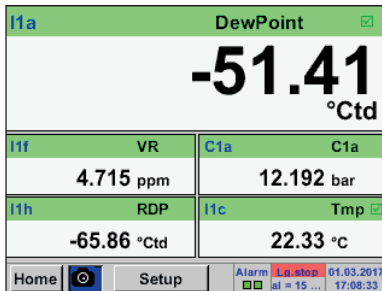 I1a DewPoint
-51.41
°Ctd
I1f VR C1a C1a
4.715 ppm 12.192 bar
I1h RDP I1c Tmp
-65.86 °Ctd 22.33 °C
Home Setup Alarm Lg.stop 01.03.2017
al = 15 ... 17:08:33